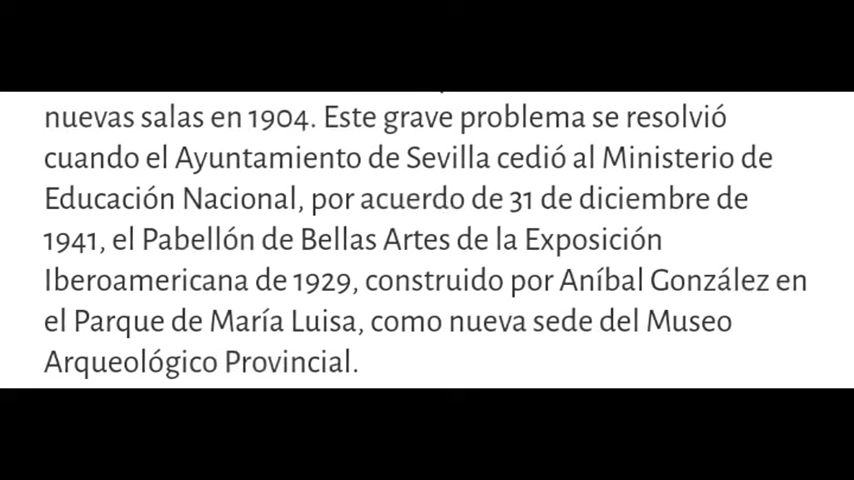 nuevas salas en 1904. Este grave problema se resolvió
cuando el Ayuntamiento de Sevilla cedió al Ministerio de
Educación Nacional, por acuerdo de 31 de diciembre de
1941, el Pabellón de Bellas Artes de la Exposición
Iberoamericana de 1929, construido por Aníbal González en
el Parque de María Luisa, como nueva sede del Museo
Arqueológico Provincial.